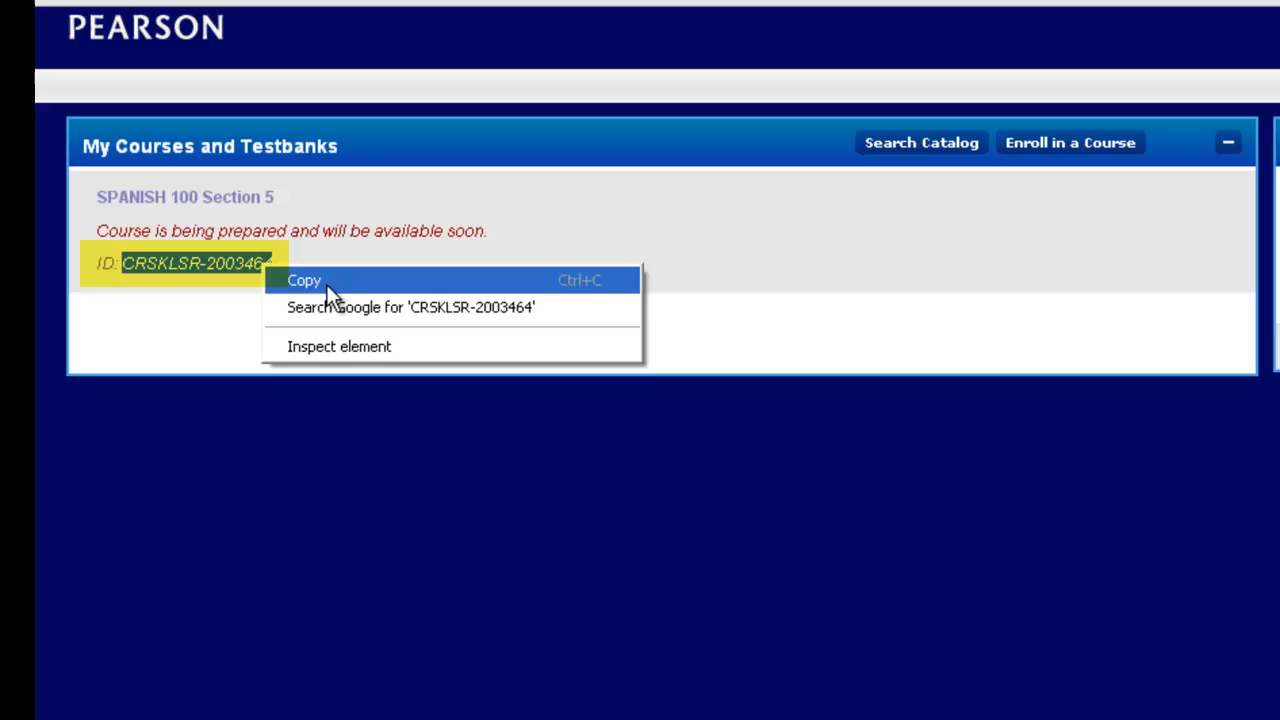 PEARSON
My Courses and Testbanks
Search Catalog
Enroll in a Course
SPANISH 100 Section 5
Course is being prepared and will be available soon.
ID: CRSKLSR-2003464
Copy Ctrl+C
Search Google for 'CRSKLSR-2003464'
Inspect element